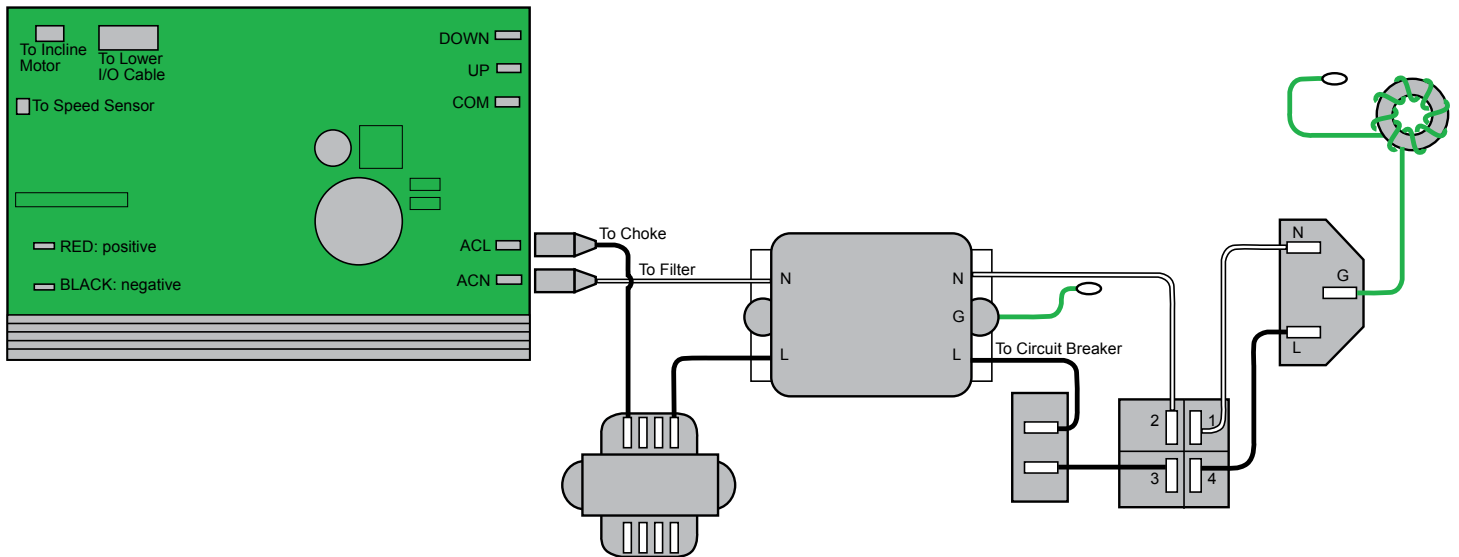 To Incline
Motor
To Lower
I/O Cable
To Speed Sensor
DOWN
UP
COM
RED: positive
BLACK: negative
ACL
ACN
To Choke
To Filter
N
L
N
G
L
To Circuit Breaker
2
1
3
4
N
G
L